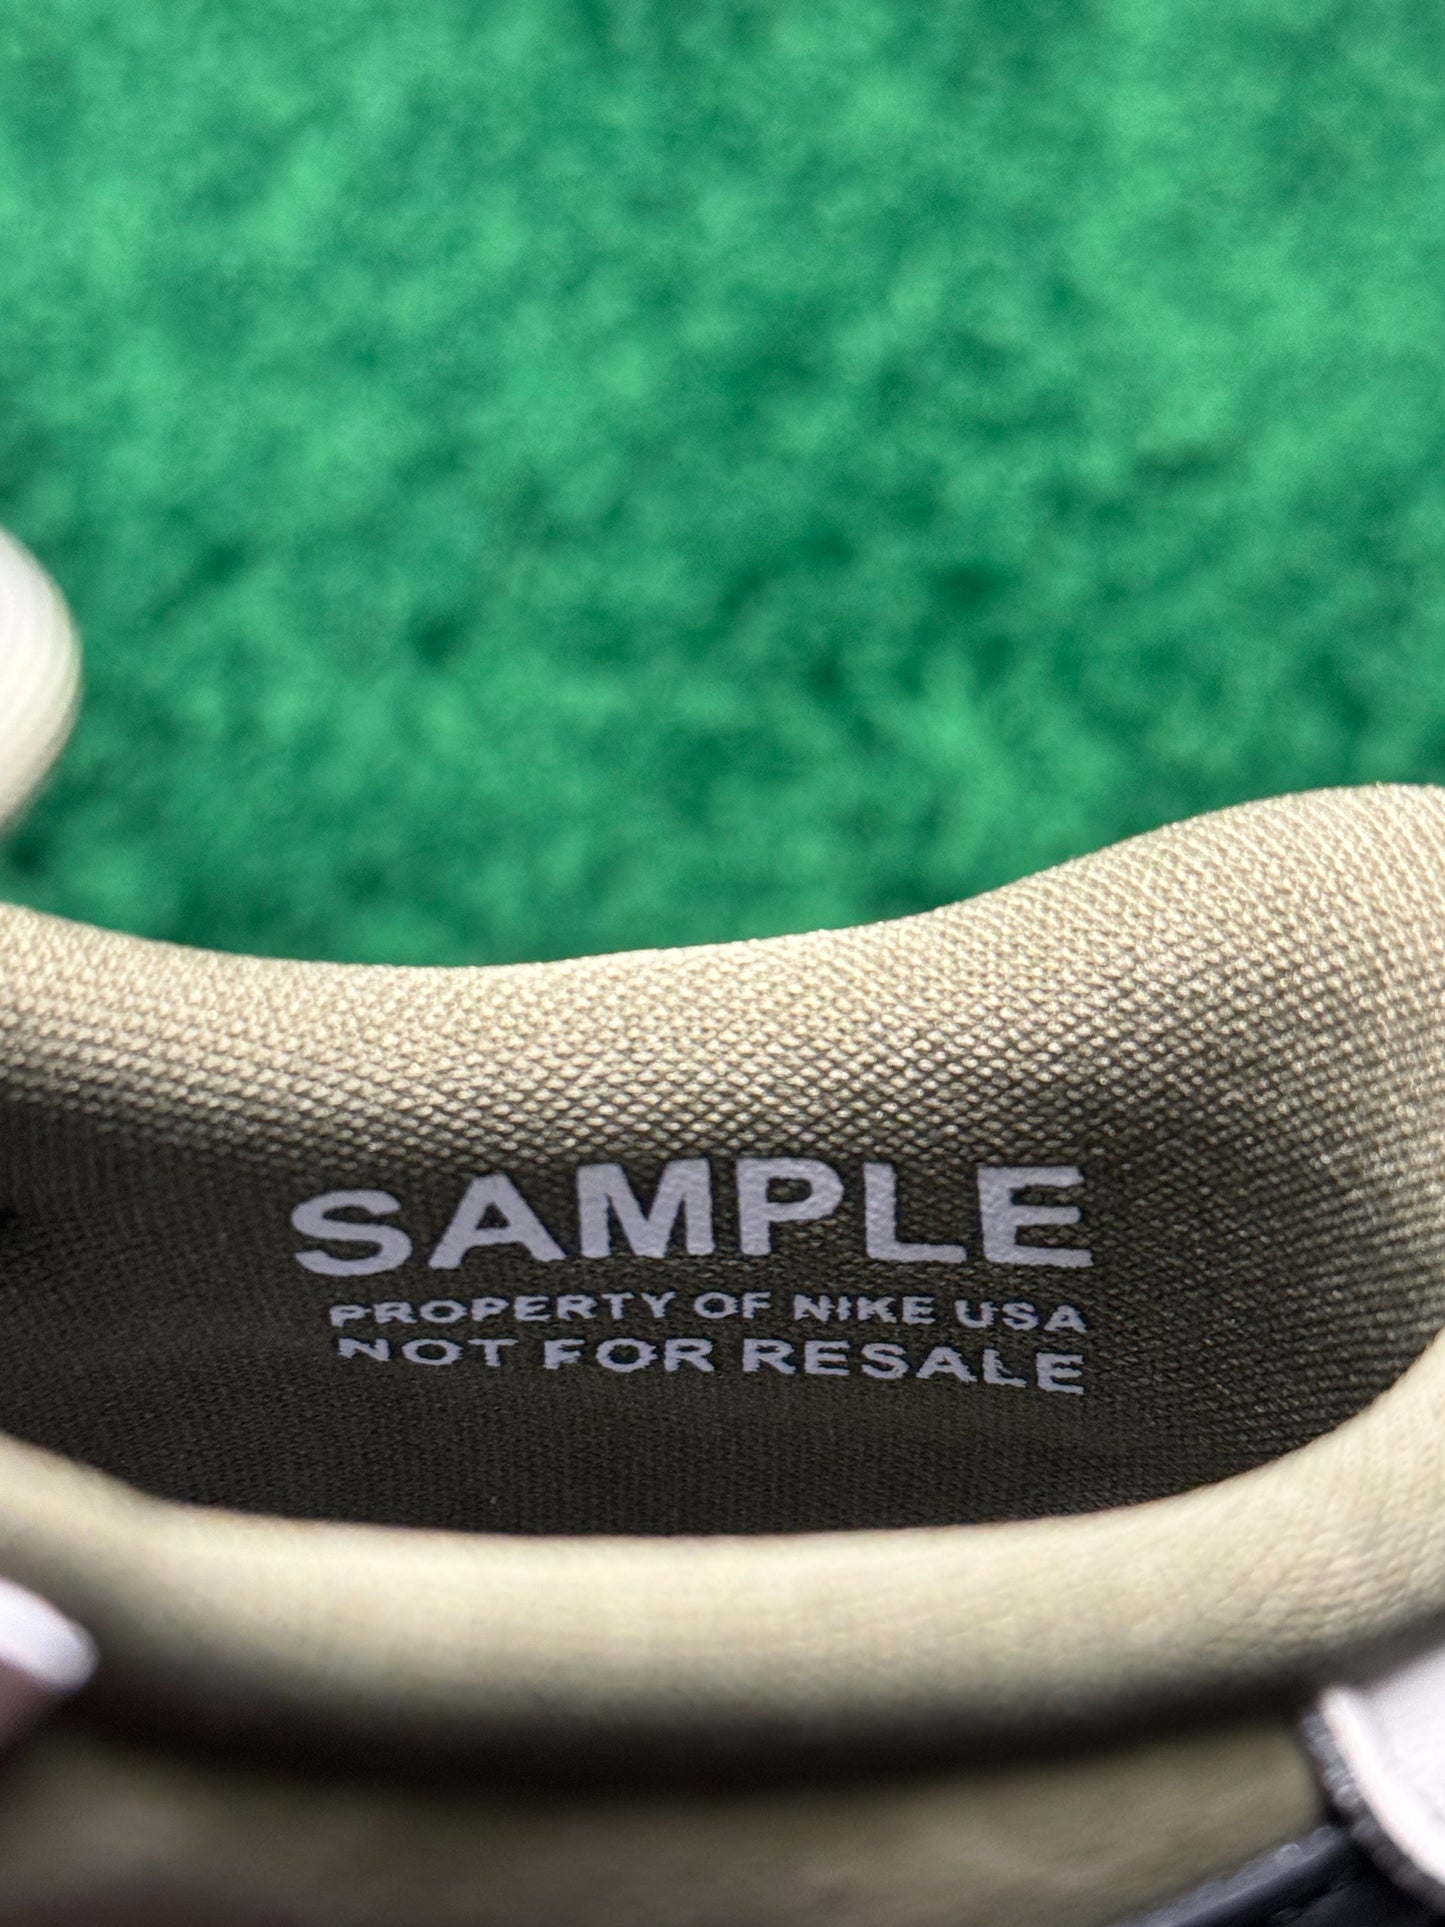 SAMPLE
PROPERTY OF NIKE USA
NOT FOR RESALE